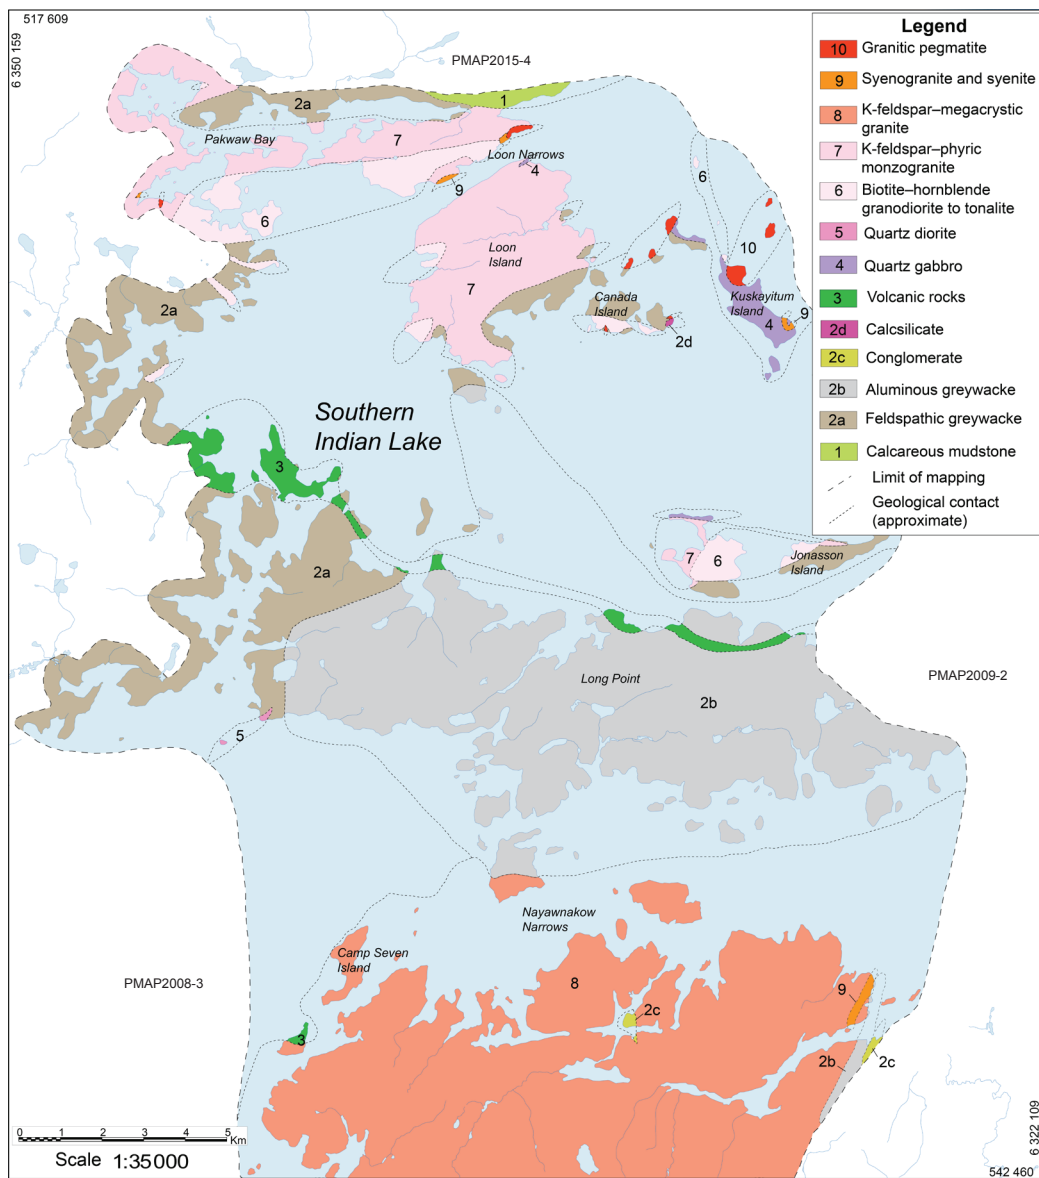 517 609
6 350 159
PMAP2015-4
Legend
10 Granitic pegmatite
9 Syenogranite and syenite
8 K-feldspar–megacrystic
granite
7 K-feldspar–phyric
monzogranite
6 Biotite–hornblende
granodiorite to tonalite
5 Quartz diorite
4 Quartz gabbro
3 Volcanic rocks
2d Calcsilicate
2c Conglomerate
2b Aluminous greywacke
2a Feldspathic greywacke
1 Calcareous mudstone
Limit of mapping
Geological contact
(approximate)
2a
1
Pakwaw Bay
7
Loon Narrows
4
9
6
6
10
Loon
Island
7
Canada
Island
2d
Kuskayitum
Island
4
9
2a
Southern
Indian Lake
3
2a
7
6
Jonasson
Island
Long Point
2b
PMAP2009-2
5
Nayawnakow
Narrows
Camp Seven
Island
PMAP2008-3
8
9
2c
3
2b
2c
0 1 2 3 4 5
Km
Scale 1:35 000
6 322 109
542 460